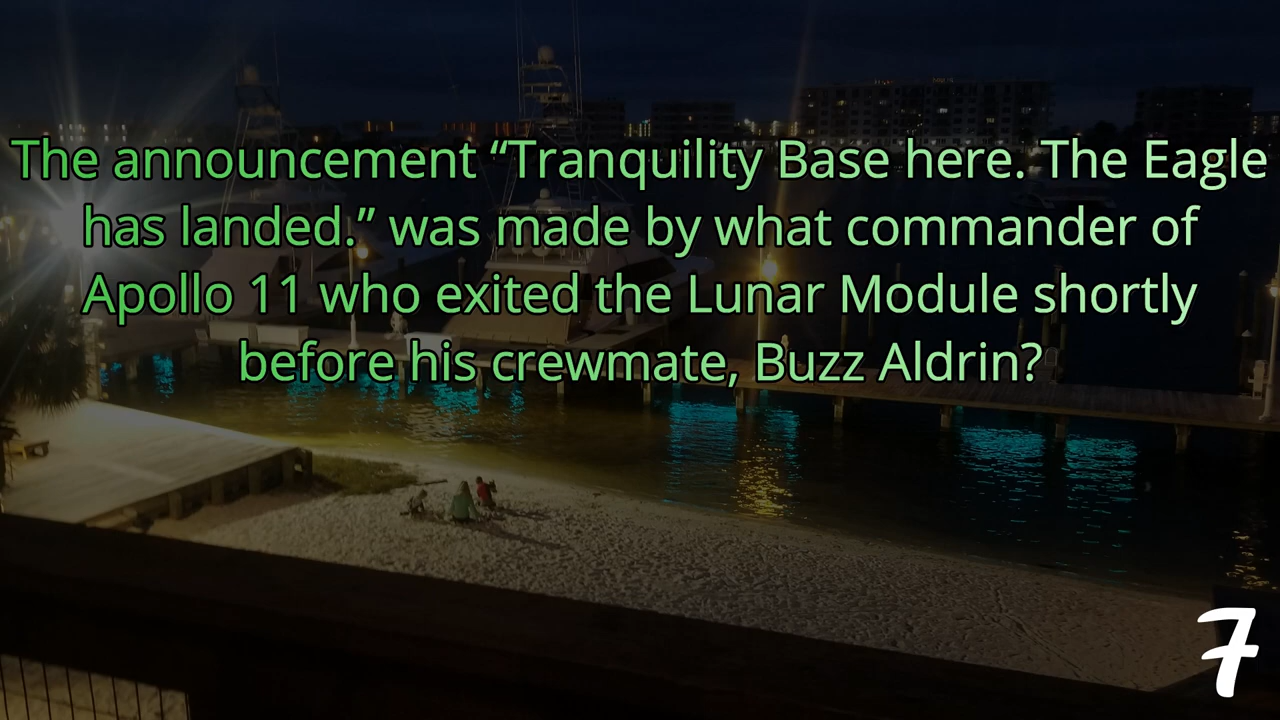 The announcement “Tranquility Base here. The Eagle
has landed.” was made by what commander of
Apollo 11 who exited the Lunar Module shortly
before his crewmate, Buzz Aldrin?
7